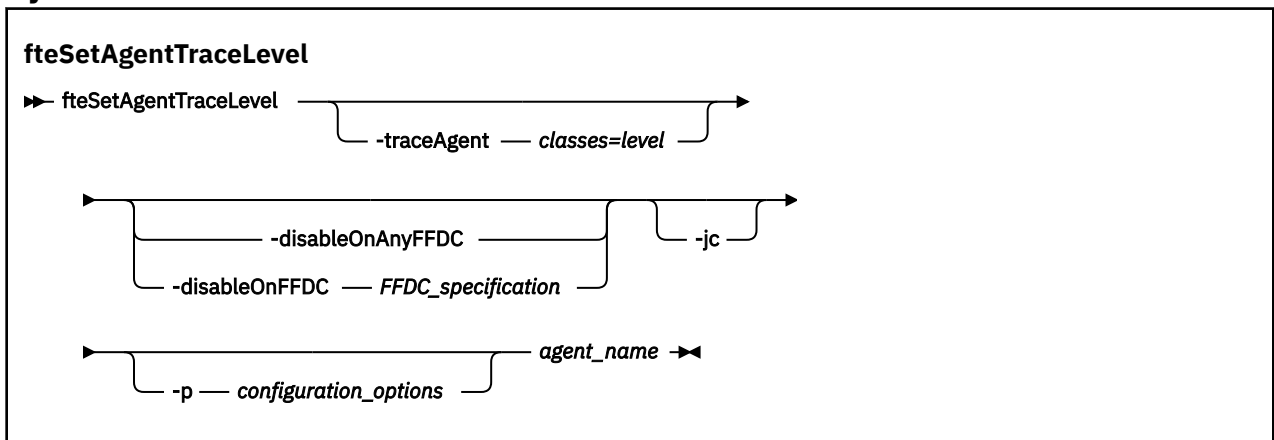 fteSetAgentTraceLevel
fteSetAgentTraceLevel
-traceAgent classes=level
-disableOnAnyFFDC
-jc
-disableOnFFDC FFDC_specification
agent_name
-p configuration_options